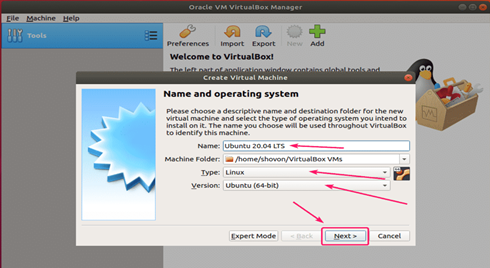 Oracle VM VirtualBox Manager
File Machine Help
Tools
Preferences Import Export New Add
Welcome to VirtualBox!
The left part of application window contains global tools and
Create Virtual Machine
Name and operating system
Please choose a descriptive name and destination folder for the new
virtual machine and select the type of operating system you intend to
install on it. The name you choose will be used throughout VirtualBox
to identify this machine.
Name: Ubuntu 20.04 LTS
Machine Folder: /home/shovon/VirtualBox VMs
Type: Linux
Version: Ubuntu (64-bit)
Expert Mode < Back Next > Cancel